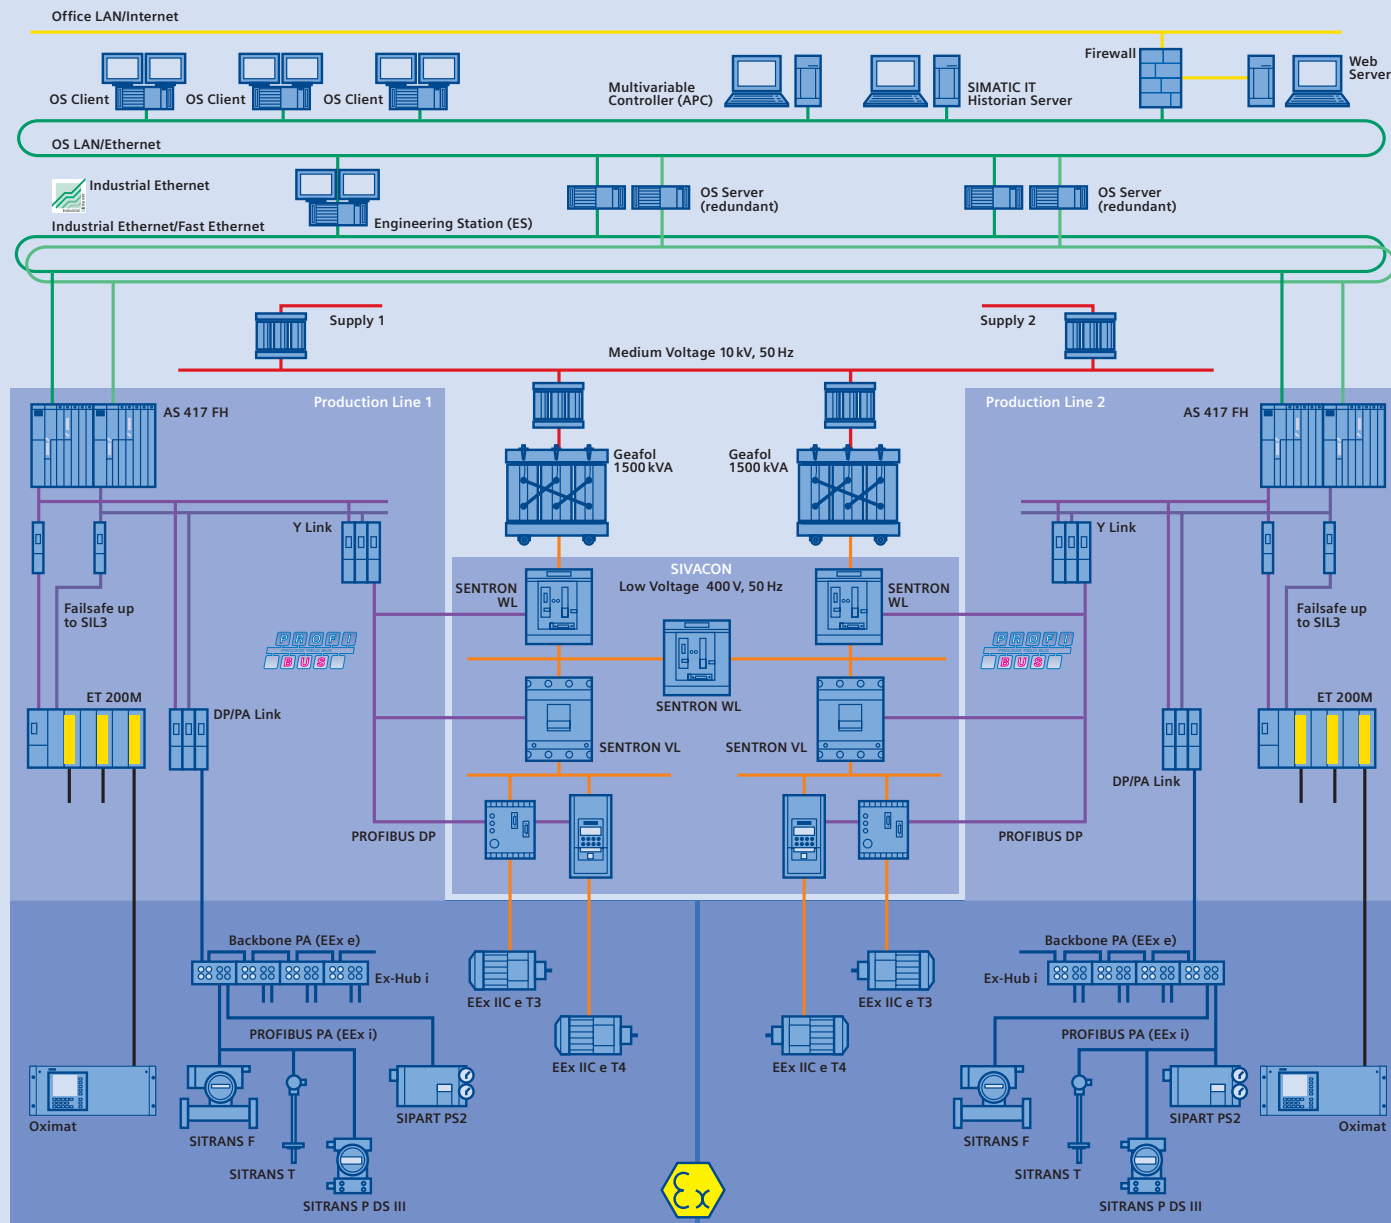 Office LAN/Internet
OS Client
OS Client
OS Client
Multivariable
Controller (APC)
SIMATIC IT
Historian Server
Firewall
Web
Server
OS LAN/Ethernet
Industrial Ethernet
Industrial Ethernet/Fast Ethernet
Engineering Station (ES)
OS Server
(redundant)
OS Server
(redundant)
Supply 1
Supply 2
Medium Voltage 10 kV, 50 Hz
Production Line 1
Production Line 2
AS 417 FH
AS 417 FH
Geafol
1500 kVA
Geafol
1500 kVA
Y Link
Y Link
SIVACON
Low Voltage 400 V, 50 Hz
SENTRON
WL
SENTRON
WL
Failsafe up
to SIL3
Failsafe up
to SIL3
PROFI
PROCESS FIELD BUS
BUS
PROFI
PROCESS FIELD BUS
BUS
SENTRON WL
ET 200M
ET 200M
DP/PA Link
DP/PA Link
SENTRON VL
SENTRON VL
PROFIBUS DP
PROFIBUS DP
Backbone PA (EEx e)
Backbone PA (EEx e)
Ex-Hub i
Ex-Hub i
EEx IIC e T3
EEx IIC e T3
PROFIBUS PA (EEx i)
PROFIBUS PA (EEx i)
EEx IIC e T4
EEx IIC e T4
Oximat
SITRANS F
SIPART PS2
SITRANS T
SITRANS P DS III
SITRANS F
SIPART PS2
Oximat
SITRANS T
SITRANS P DS III
Ex